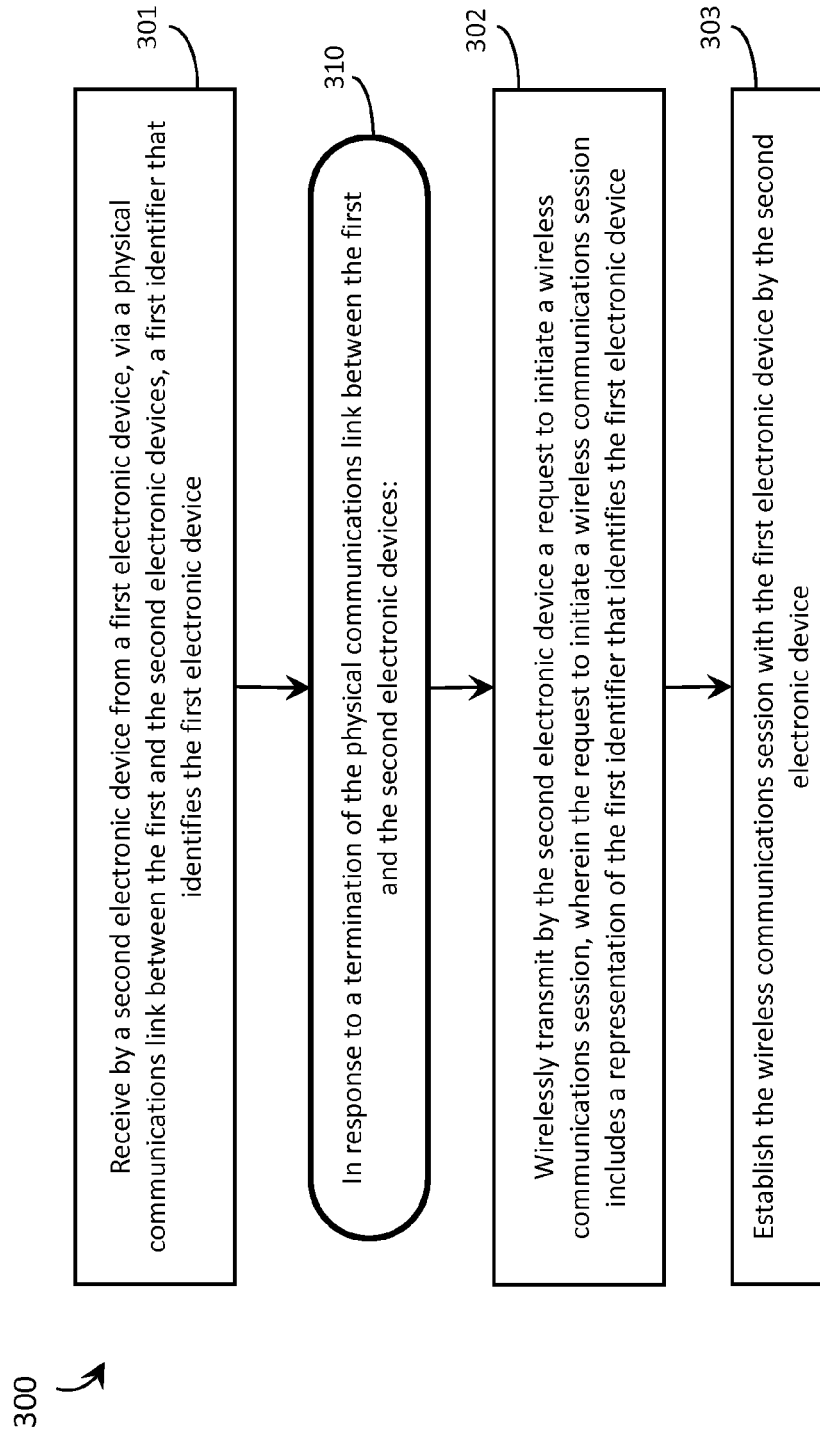 300
301
Receive by a second electronic device from a first electronic device, via a physical
communications link between the first and the second electronic devices, a first identifier that
identifies the first electronic device
310
In response to a termination of the physical communications link between the first
and the second electronic devices:
302
Wirelessly transmit by the second electronic device a request to initiate a wireless
communications session, wherein the request to initiate a wireless communications session
includes a representation of the first identifier that identifies the first electronic device
303
Establish the wireless communications session with the first electronic device by the second
electronic device